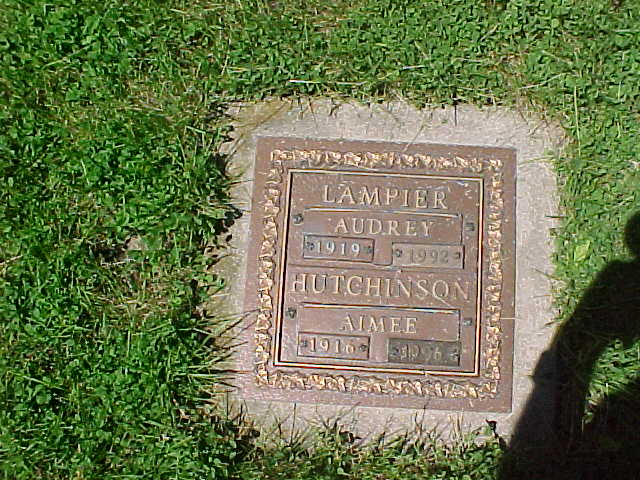 LAMPIER
AUDREY
1919 1992
HUTCHINSON
AIMEE
1916 1996